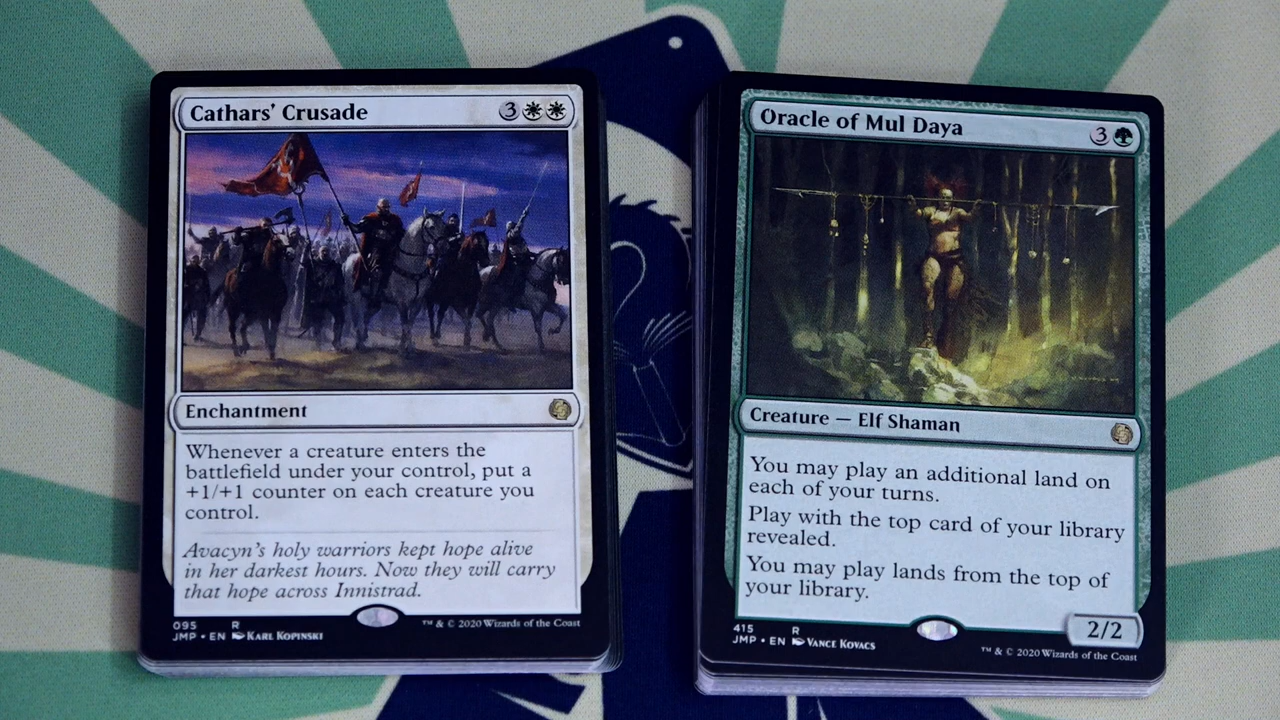 Cathars' Crusade
3
Enchantment
Whenever a creature enters the
battlefield under your control, put a
+1/+1 counter on each creature you
control.
Avacyn's holy warriors kept hope alive
in her darkest hours. Now they will carry
that hope across Innistrad.
095 R
JMP • EN Karl Kopinski
™ & © 2020 Wizards of the Coast
Oracle of Mul Daya
3
Creature — Elf Shaman
You may play an additional land on
each of your turns.
Play with the top card of your library
revealed.
You may play lands from the top of
your library.
2/2
415 R
JMP • EN Vance Kovacs
™ & © 2020 Wizards of the Coast